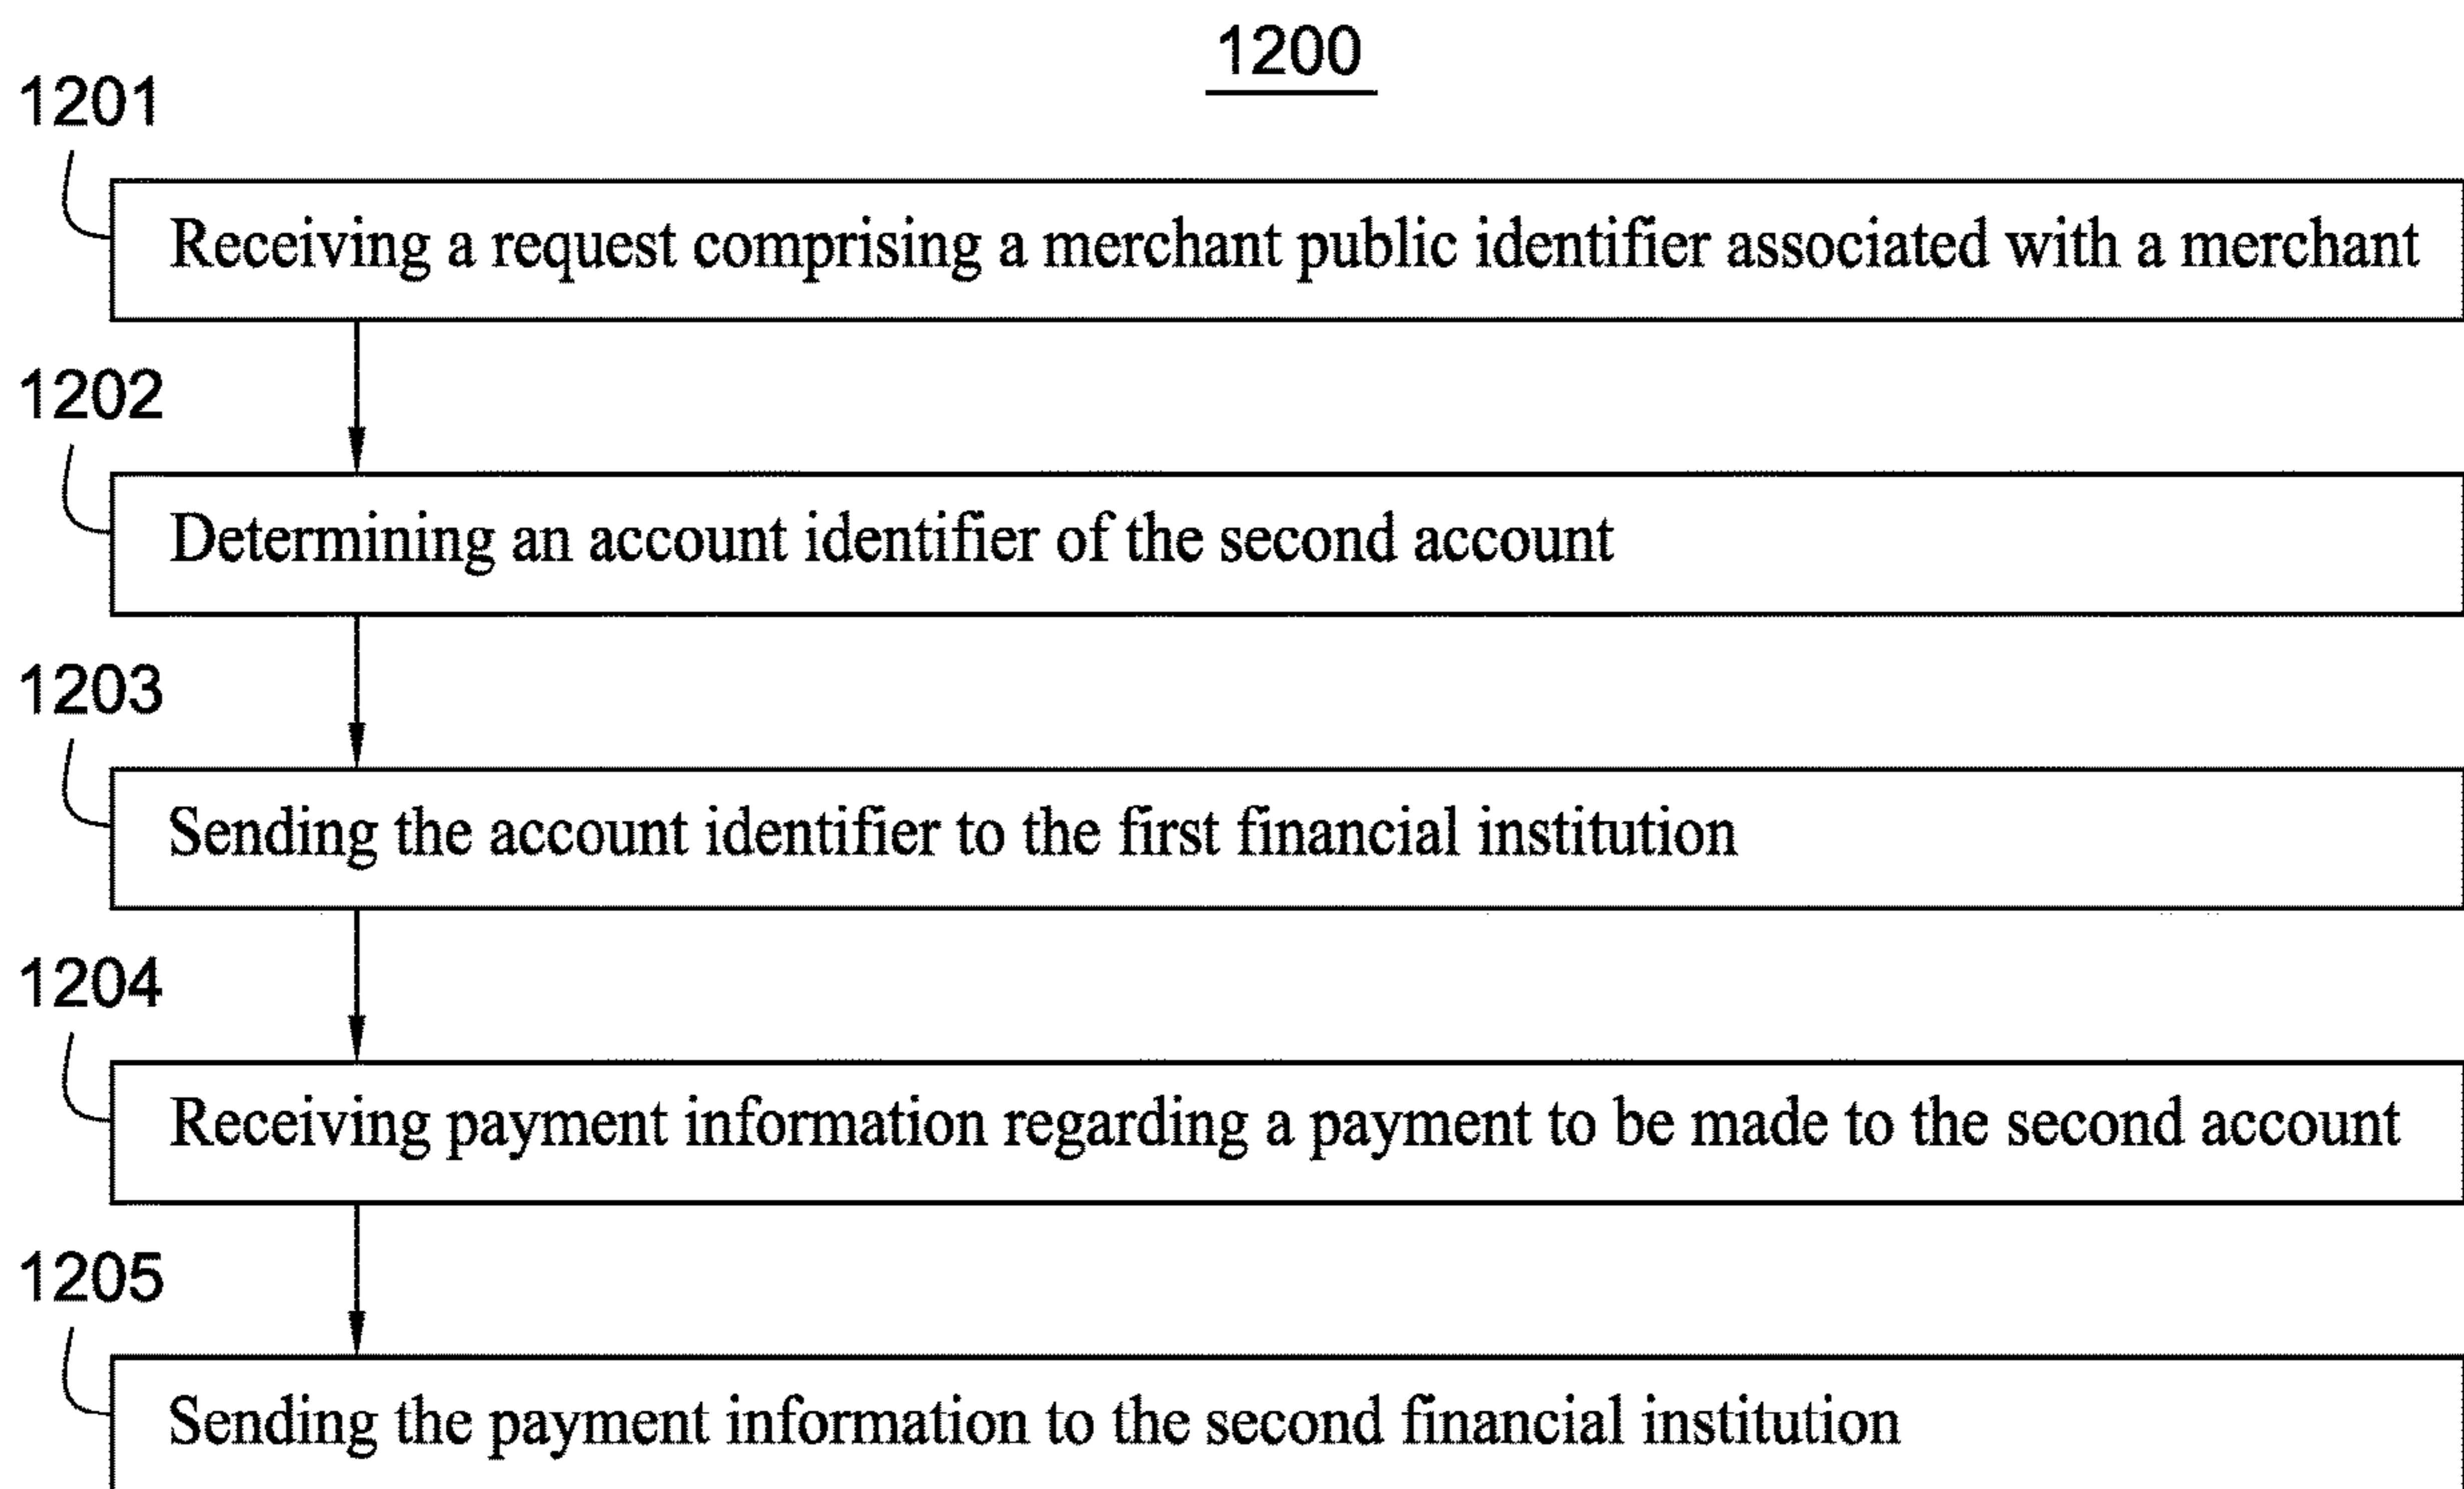 1200
1201
Receiving a request comprising a merchant public identifier associated with a merchant
1202
Determining an account identifier of the second account
1203
Sending the account identifier to the first financial institution
1204
Receiving payment information regarding a payment to be made to the second account
1205
Sending the payment information to the second financial institution